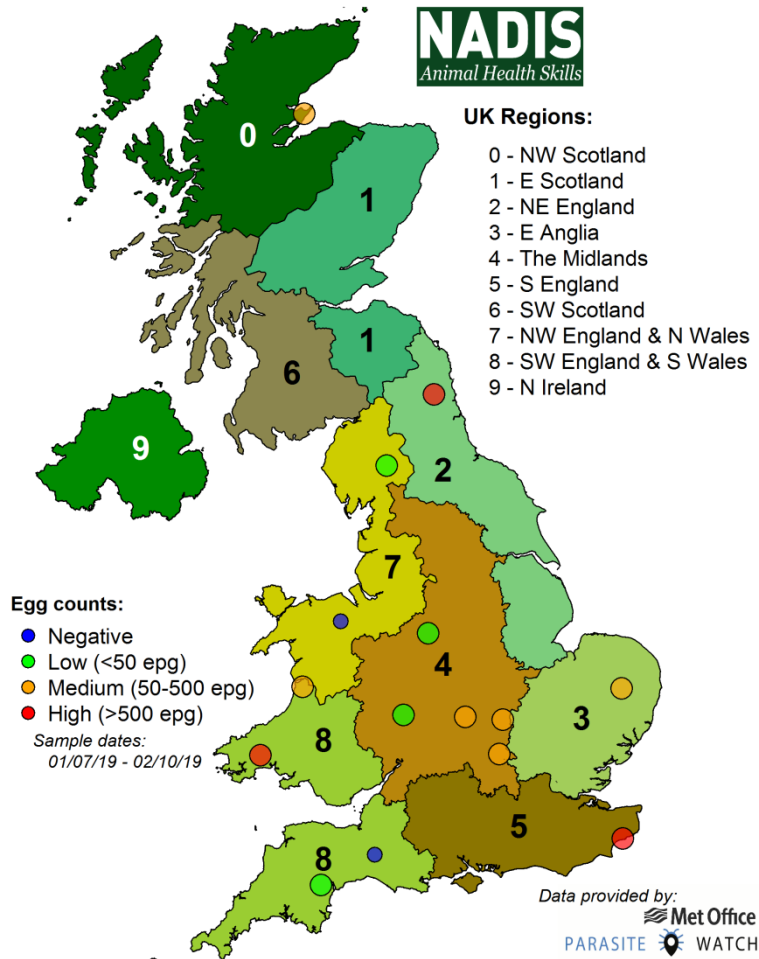 NADIS
Animal Health Skills
UK Regions:
0 - NW Scotland
1 - E Scotland
2 - NE England
3 - E Anglia
4 - The Midlands
5 - S England
6 - SW Scotland
7 - NW England & N Wales
8 - SW England & S Wales
9 - N Ireland
0
1
1
6
9
2
7
4
3
8
5
8
Egg counts:
Negative
Low (<50 epg)
Medium (50-500 epg)
High (>500 epg)
Sample dates:
01/07/19 - 02/10/19
Data provided by:
Met Office
PARASITE WATCH